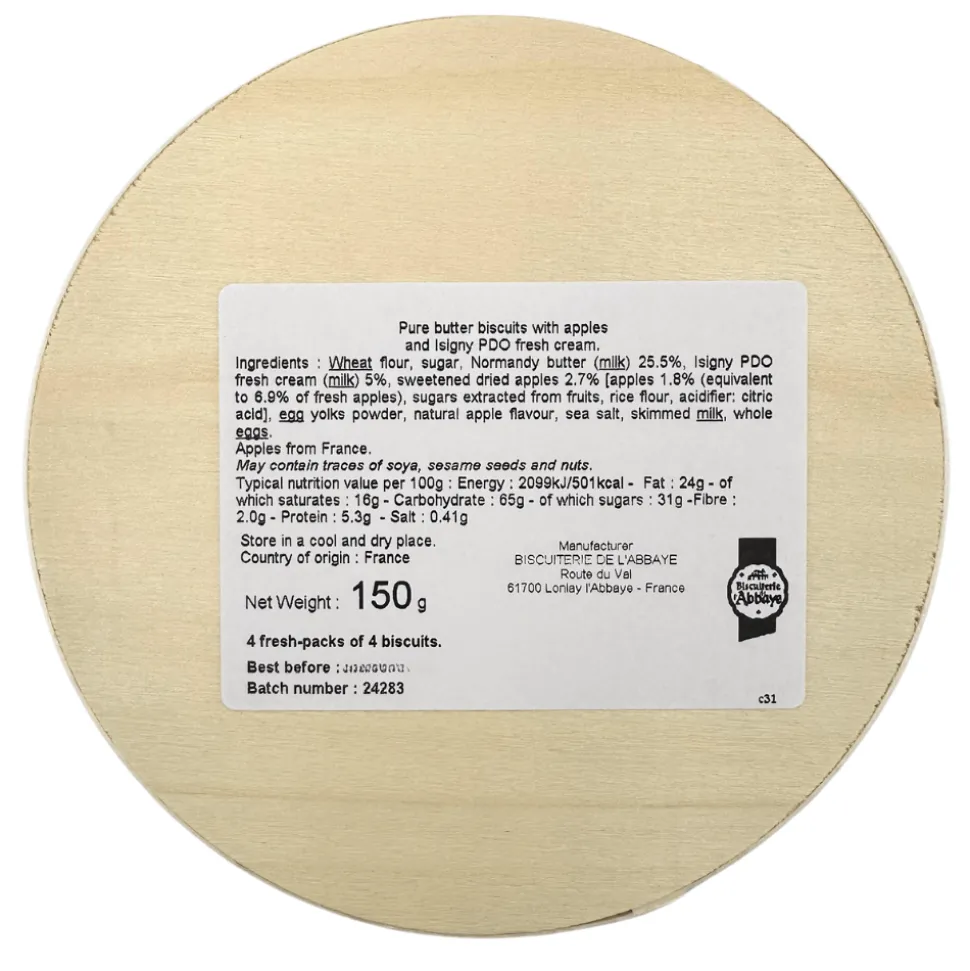 Pure butter biscuits with apples
and Isigny PDO fresh cream.
Ingredients : Wheat flour, sugar, Normandy butter (milk) 25.5%, Isigny PDO
fresh cream (milk) 5%, sweetened dried apples 2.7% [apples 1.8% (equivalent
to 6.9% of fresh apples), sugars extracted from fruits, rice flour, acidifier: citric
acid], egg yolks powder, natural apple flavour, sea salt, skimmed milk, whole
eggs.
Apples from France.
May contain traces of soya, sesame seeds and nuts.
Typical nutrition value per 100g : Energy : 2099kJ/501kcal - Fat : 24g - of
which saturates : 16g - Carbohydrate : 65g - of which sugars : 31g -Fibre :
2.0g - Protein : 5.3g - Salt : 0.41g
Store in a cool and dry place.
Country of origin : France
Net Weight : 150 g
4 fresh-packs of 4 biscuits.
Best before :
Batch number : 24283
Manufacturer
BISCUITERIE DE L'ABBAYE
Route du Val
61700 Lonlay l'Abbaye - France
Biscuiterie
de
l'Abbaye
c31